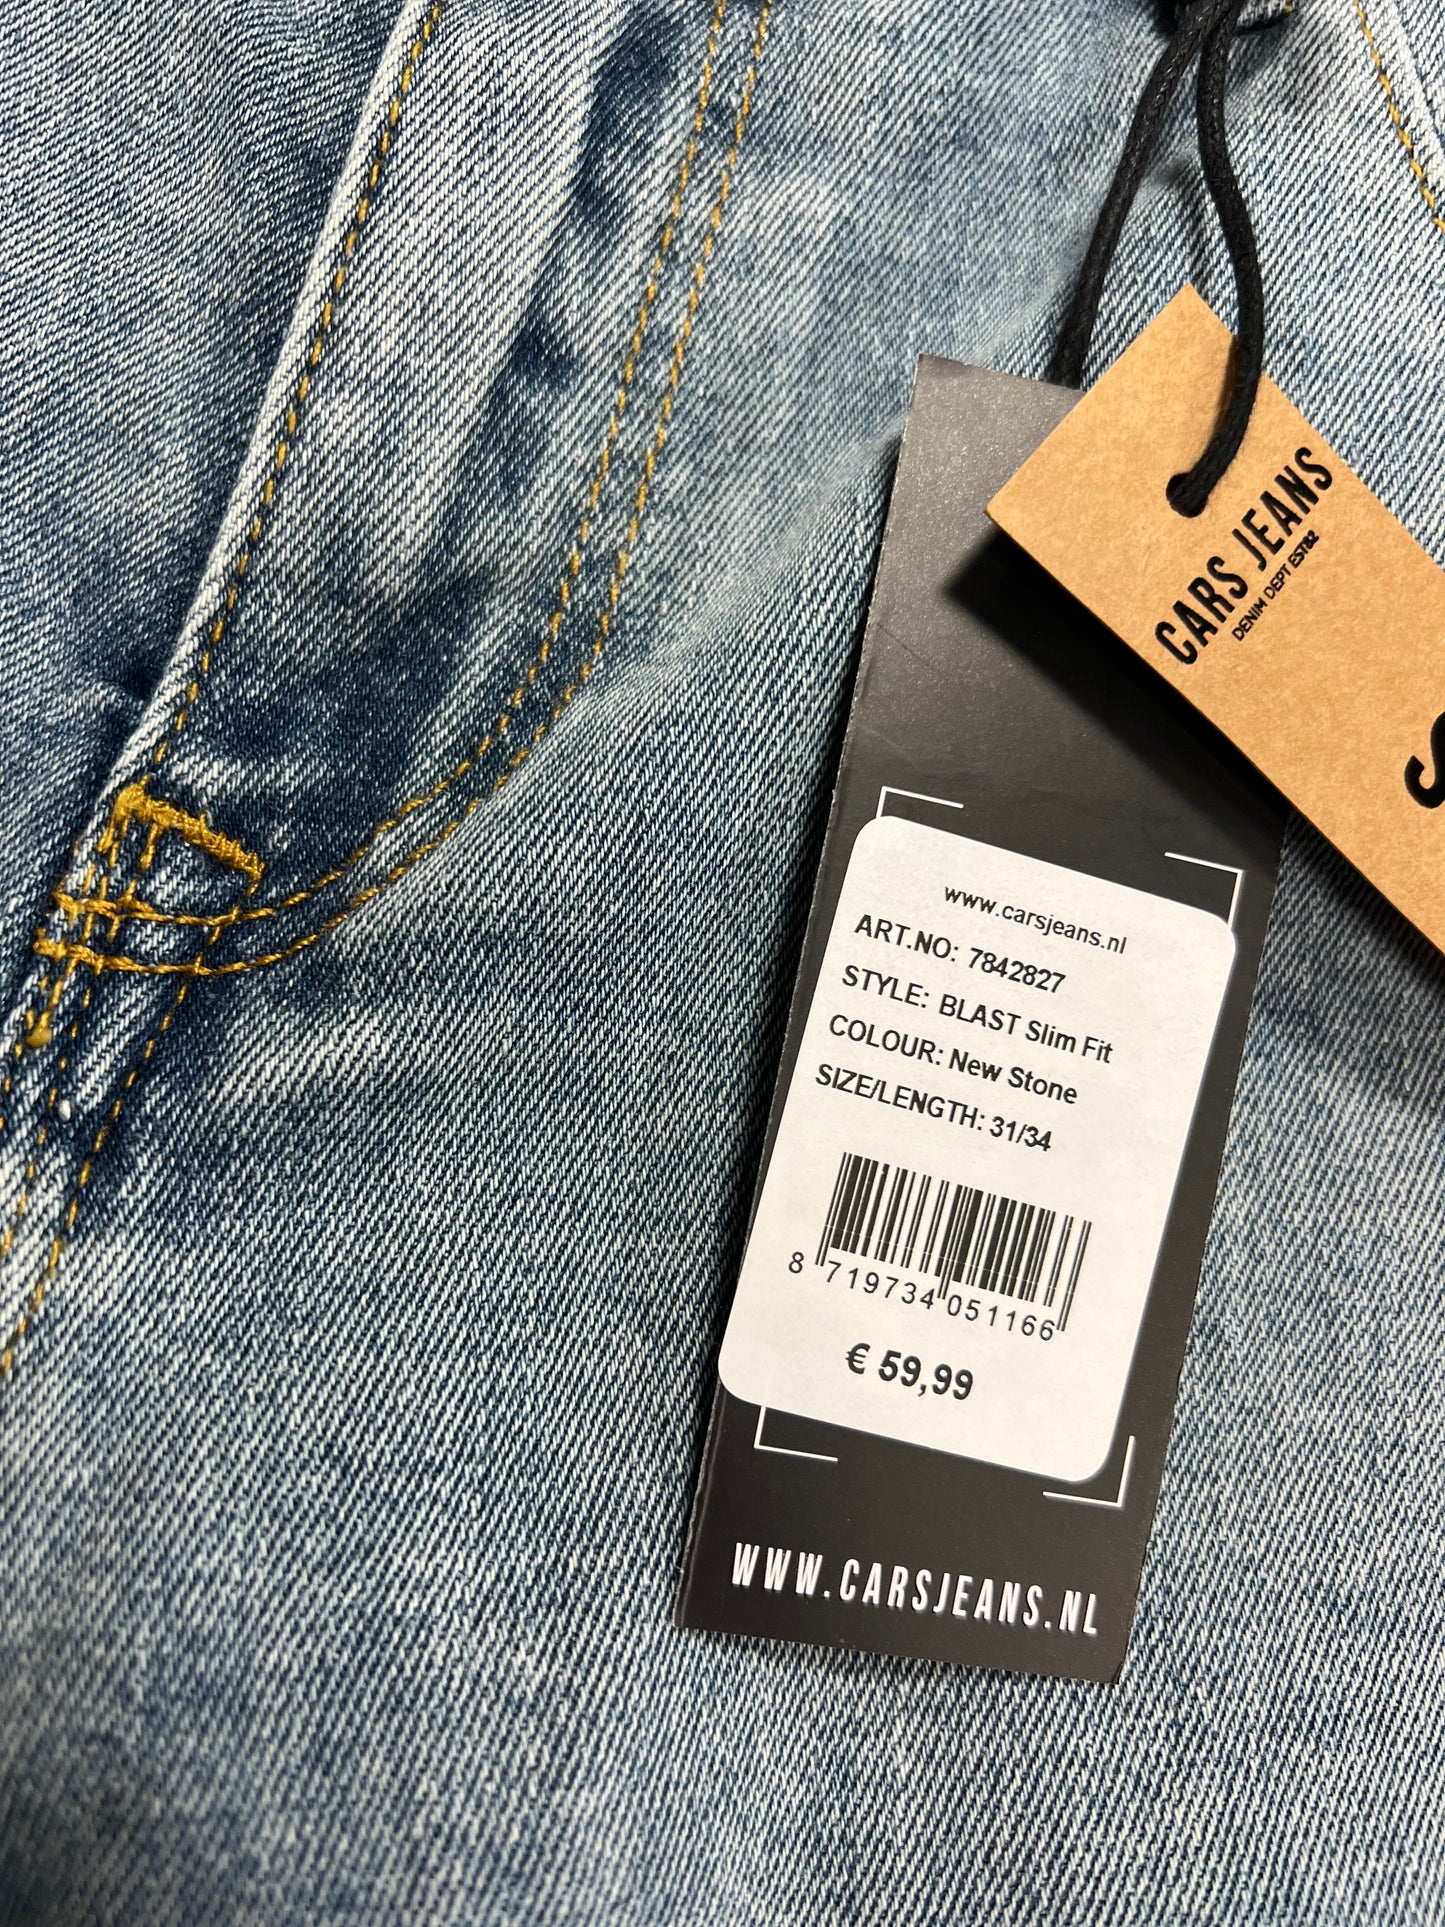 CARS JEANS
DENIM DEPT EST'82
www.carsjeans.nl
ART.NO: 7842827
STYLE: BLAST Slim Fit
COLOUR: New Stone
SIZE/LENGTH: 31/34
8 719734 051166
€ 59,99
WWW.CARSJEANS.NL